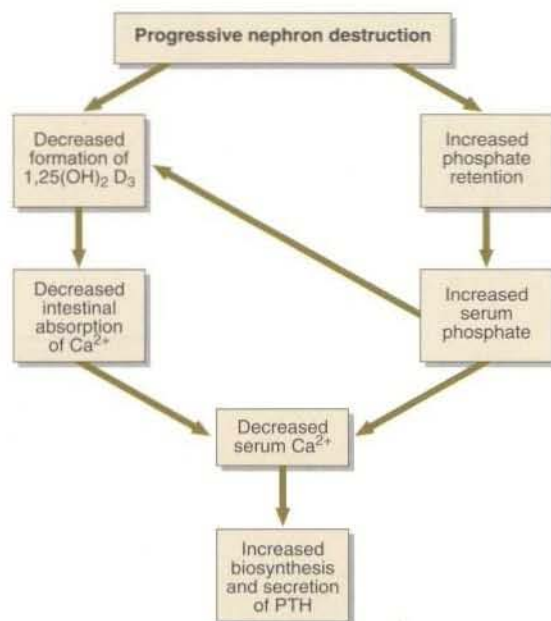 Progressive nephron destruction
Decreased
formation of
1,25(OH)₂ D₃
Increased
phosphate
retention
Decreased
intestinal
absorption
of Ca²⁺
Increased
serum
phosphate
Decreased
serum Ca²⁺
Increased
biosynthesis
and secretion
of PTH